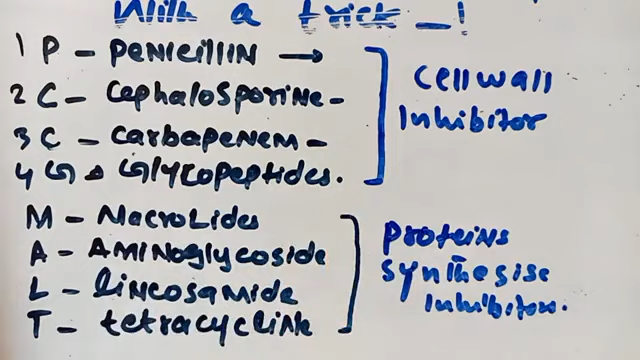 With a trick _!
1 P - Penicillin →
2 C - Cephalosporine -
3 C - Carbapenem -
4 G → Glycopeptides.
Cellwall
Inhibitor
M - Macrolides
A - Aminoglycoside
L - lincosamide
T - tetracycline
Proteins
Synthesise
Inhibitors.